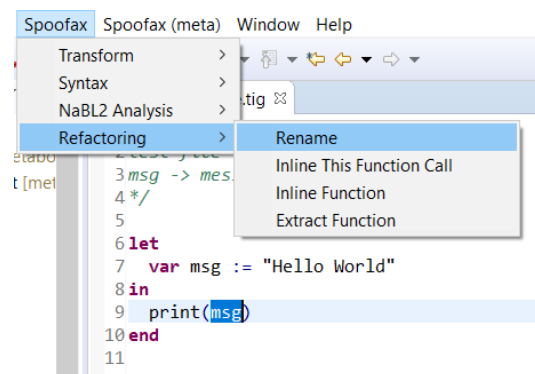 Spoofax Spoofax (meta) Window Help
Transform >
Syntax >
NaBL2 Analysis >
.tig
Refactoring >
Rename
Inline This Function Call
Inline Function
Extract Function
t [met
3 msg -> mes
4 */
5
6 let
7 var msg := "Hello World"
8 in
9 print(msg)
10 end
11